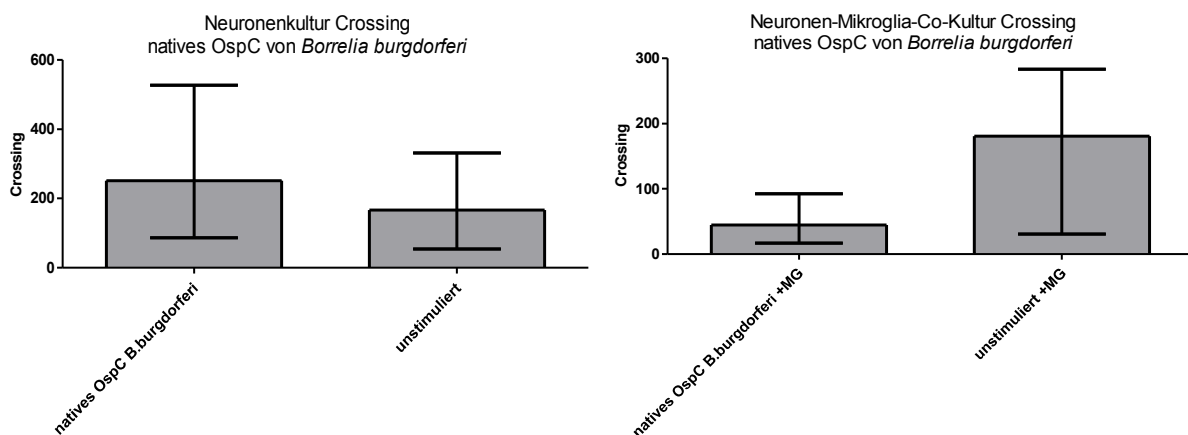 Neuronenkultur Crossing
natives OspC von Borrelia burgdorferi
600
400
200
0
Crossing
natives OspC B.burgdorferi
unstimuliert
Neuronen-Mikroglia-Co-Kultur Crossing
natives OspC von Borrelia burgdorferi
300
200
100
0
Crossing
natives OspC B.burgdorferi +MG
unstimuliert +MG